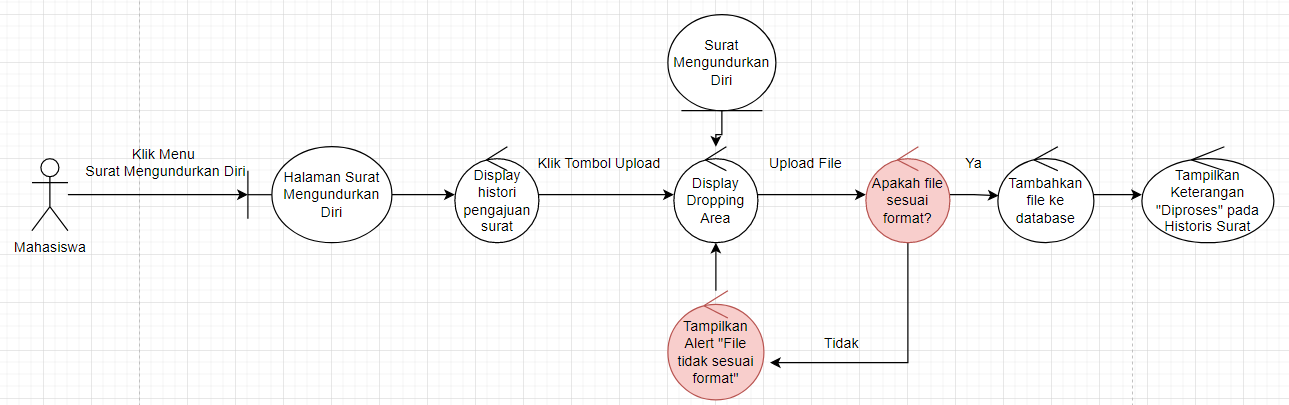 Surat
Mengundurkan
Diri
Klik Menu
Surat Mengundurkan Diri
Mahasiswa
Halaman Surat
Mengundurkan
Diri
Display
histori
pengajuan
surat
Klik Tombol Upload
Display
Dropping
Area
Upload File
Apakah file
sesuai
format?
Ya
Tambahkan
file ke
database
Tampilkan
Keterangan
"Diproses" pada
Historis Surat
Tidak
Tampilkan
Alert "File
tidak sesuai
format"